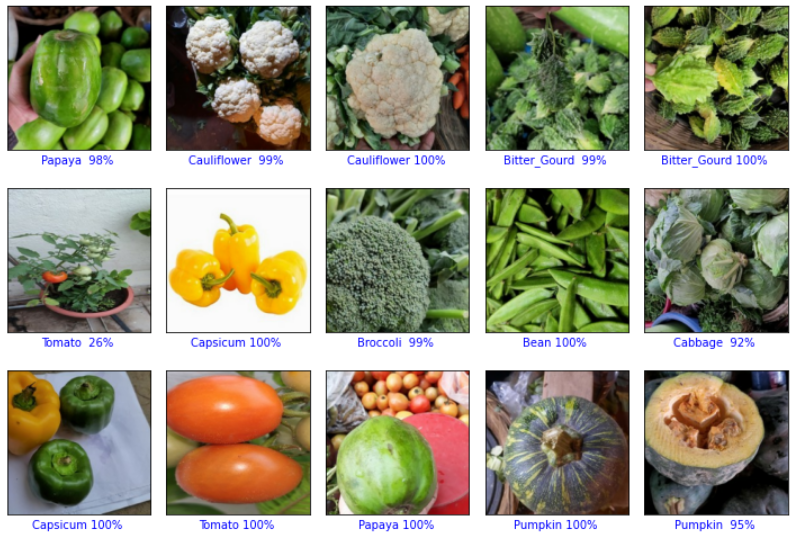 Papaya 98%
Cauliflower 99%
Cauliflower 100%
Bitter_Gourd 99%
Bitter_Gourd 100%
Tomato 26%
Capsicum 100%
Broccoli 99%
Bean 100%
Cabbage 92%
Capsicum 100%
Tomato 100%
Papaya 100%
Pumpkin 100%
Pumpkin 95%